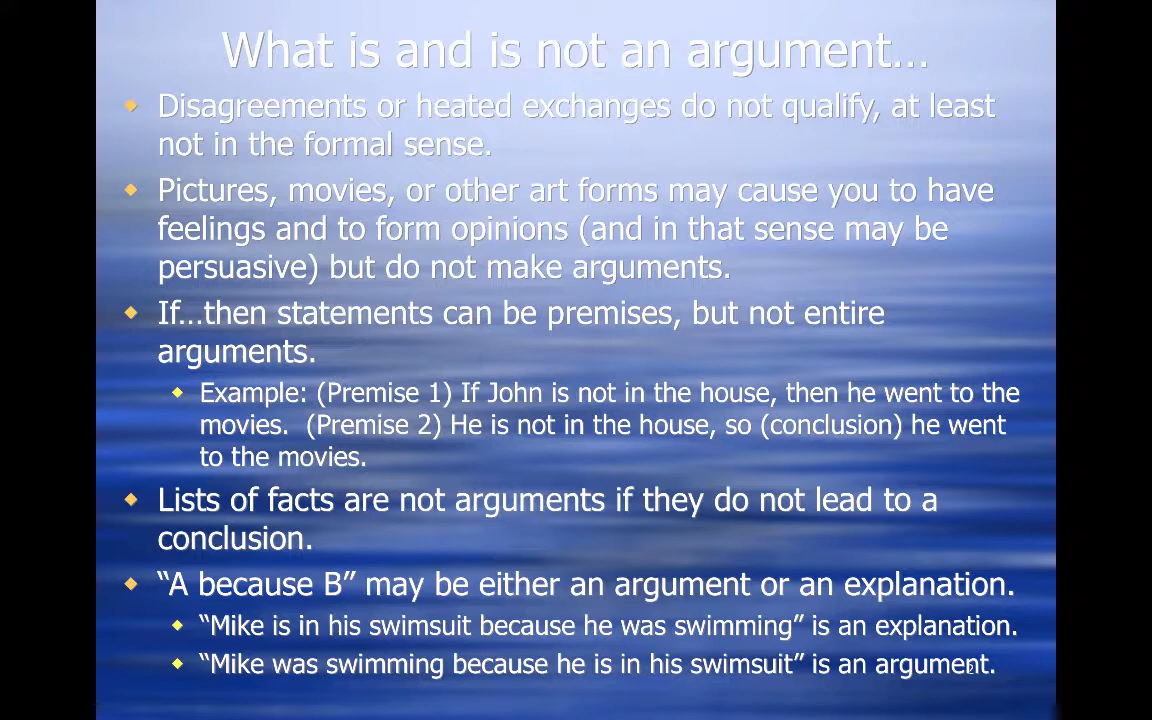 What is and is not an argument…
Disagreements or heated exchanges do not qualify, at least
not in the formal sense.
Pictures, movies, or other art forms may cause you to have
feelings and to form opinions (and in that sense may be
persuasive) but do not make arguments.
If…then statements can be premises, but not entire
arguments.
Example: (Premise 1) If John is not in the house, then he went to the
movies.  (Premise 2) He is not in the house, so (conclusion) he went
to the movies.
Lists of facts are not arguments if they do not lead to a
conclusion.
“A because B” may be either an argument or an explanation.
“Mike is in his swimsuit because he was swimming” is an explanation.
“Mike was swimming because he is in his swimsuit” is an argument.